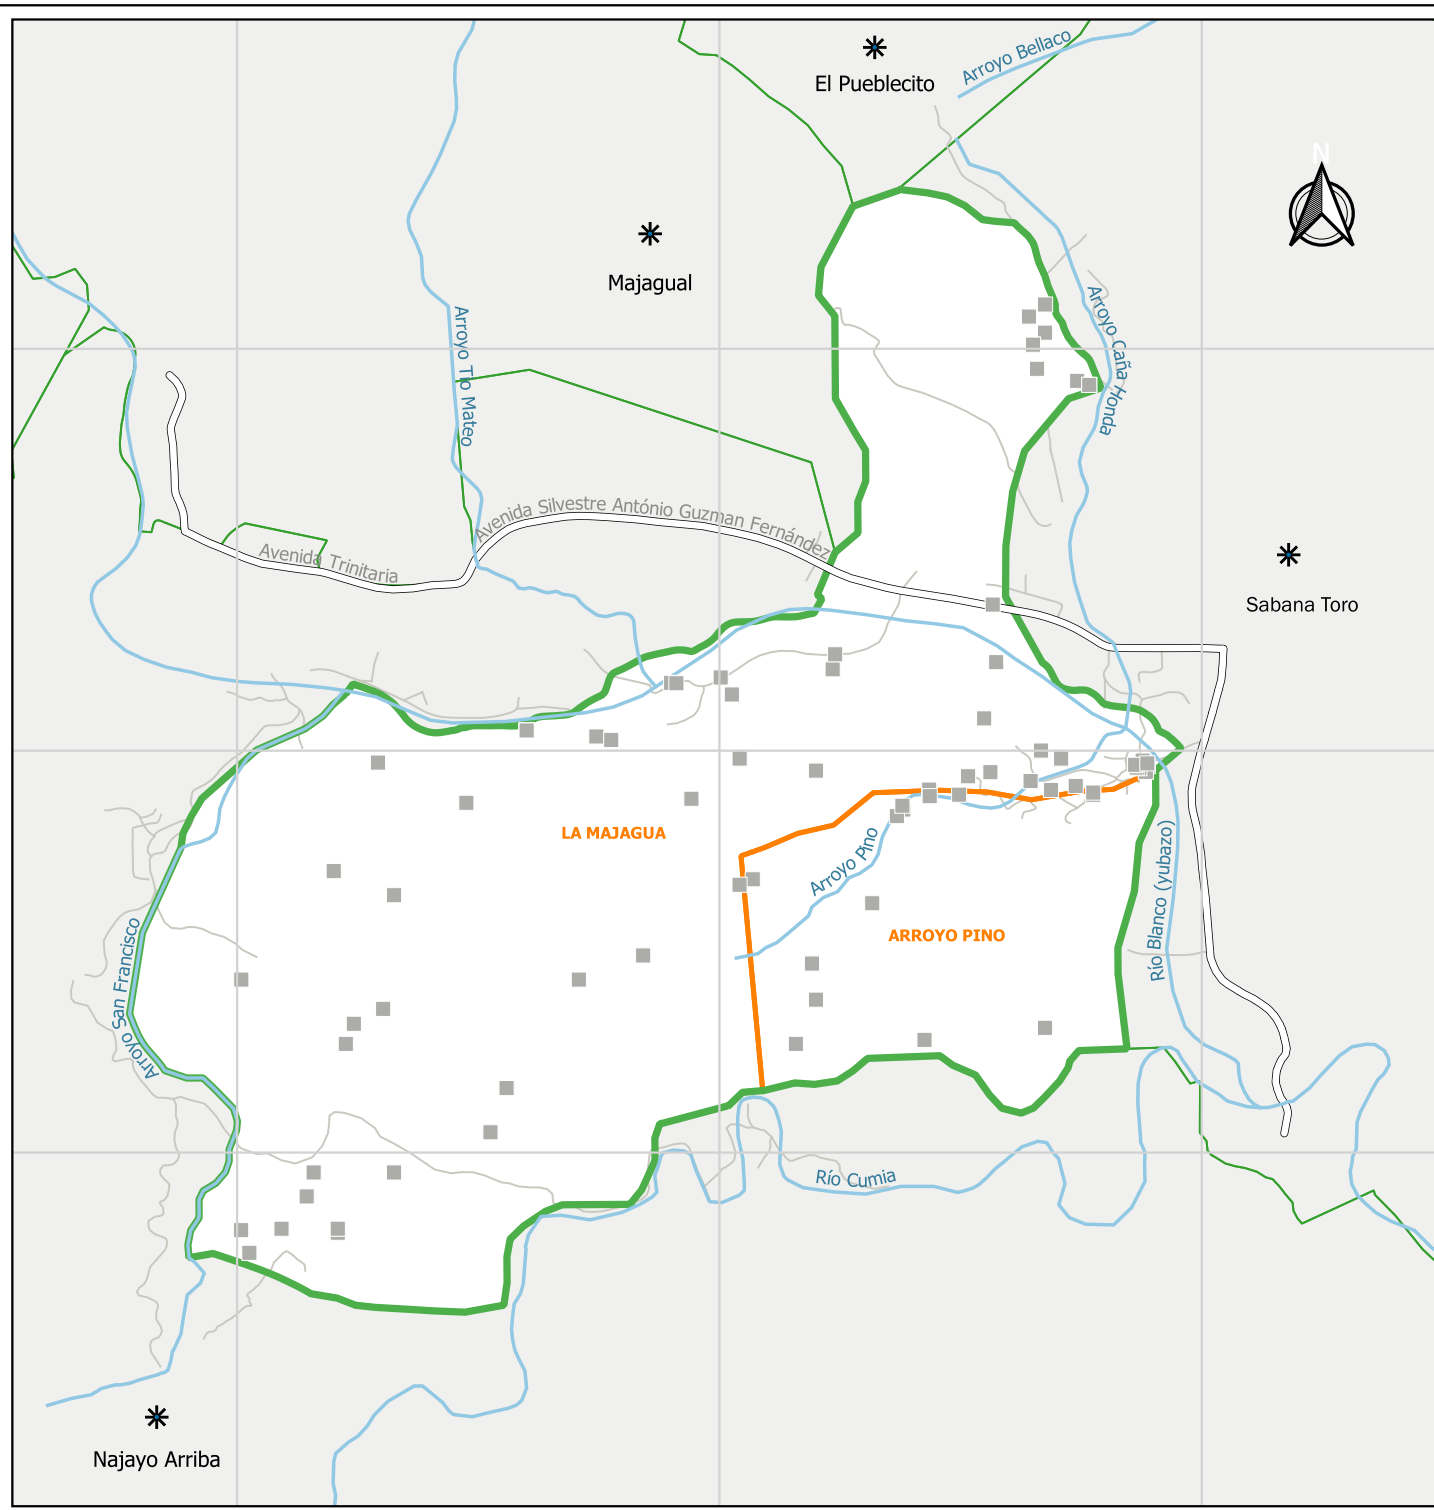 Arroyo Bellaco
El Pueblecito
N
Majagual
Arroyo Tio Mateo
Arroyo Caña Honda
Avenida Silvestre António Guzman Fernández
Avenida Trinitaria
Sabana Toro
LA MAJAGUA
Arroyo Pino
ARROYO PINO
Río Blanco (yubazo)
Arroyo San Francisco
Río Cumia
Najayo Arriba